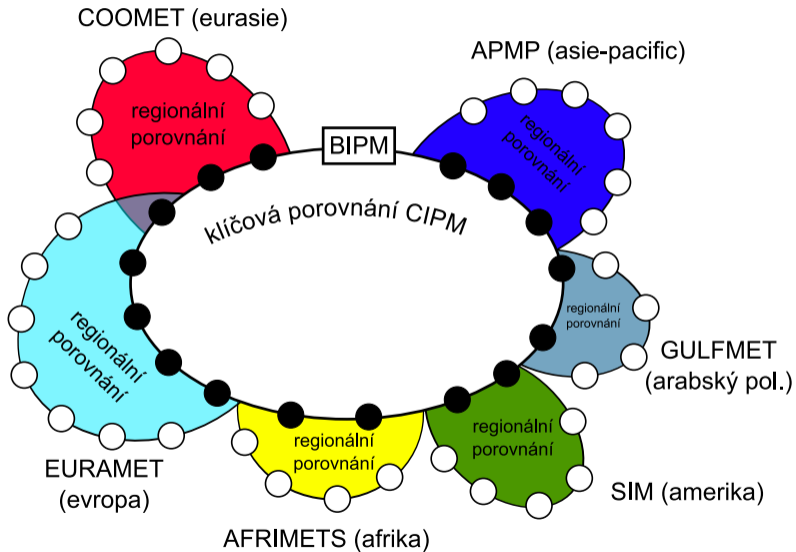 COOMET (eurasie)
APMP (asie-pacific)
regionální
porovnání
BIPM
regionální
porovnání
klíčová porovnání CIPM
regionální
porovnání
regionální
porovnání
GULFMET
(arabský pol.)
regionální
porovnání
regionální
porovnání
EURAMET
(evropa)
SIM (amerika)
AFRIMETS (afrika)